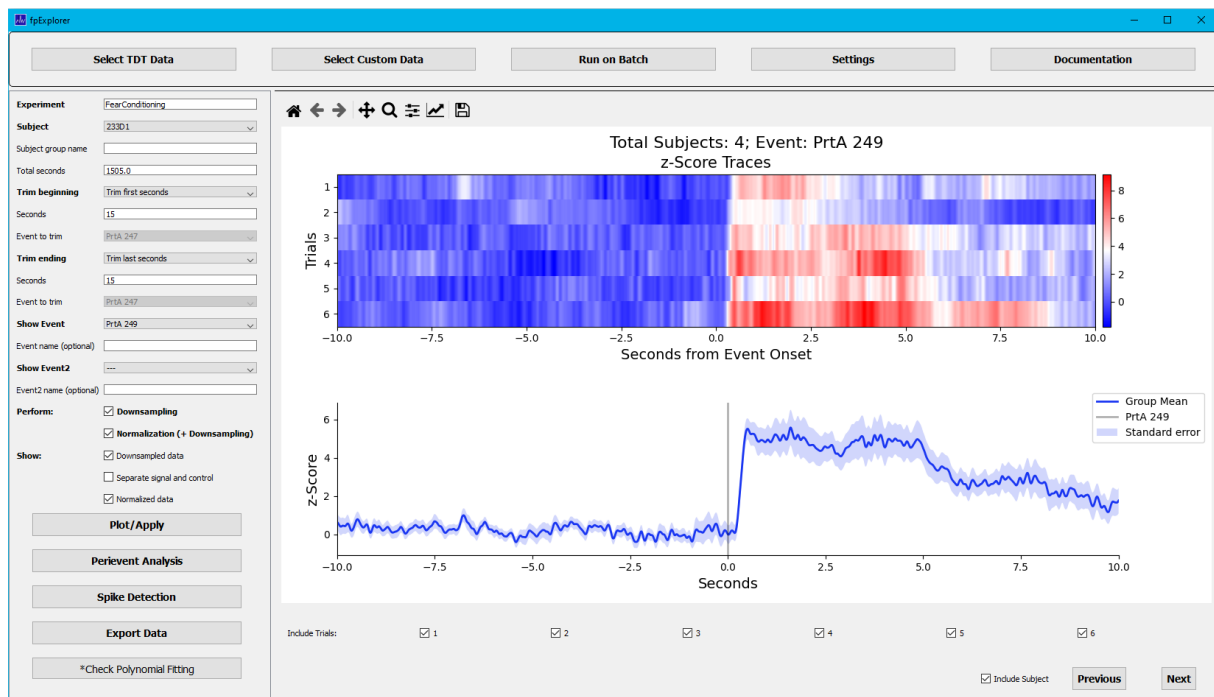 fpExplorer
Select TDT Data
Select Custom Data
Run on Batch
Settings
Documentation
Experiment FearConditioning
Subject 233D1
Subject group name
Total seconds 1505.0
Trim beginning Trim first seconds
Seconds 15
Event to trim PrtA 247
Trim ending Trim last seconds
Seconds 15
Event to trim PrtA 247
Show Event PrtA 249
Event name (optional)
Show Event2 ---
Event2 name (optional)
Perform: Downsampling
Normalization (+ Downsampling)
Show: Downsampled data
Separate signal and control
Normalized data
Plot/Apply
Perievent Analysis
Spike Detection
Export Data
*Check Polynomial Fitting
Total Subjects: 4; Event: PrtA 249
z-Score Traces
Trials
1
2
3
4
5
6
8
6
4
2
0
−10.0 −7.5 −5.0 −2.5 0.0 2.5 5.0 7.5 10.0
Seconds from Event Onset
Group Mean
PrtA 249
Standard error
z-Score
6
4
2
0
−10.0 −7.5 −5.0 −2.5 0.0 2.5 5.0 7.5 10.0
Seconds
Include Trials: 1 2 3 4 5 6
Include Subject
Previous
Next